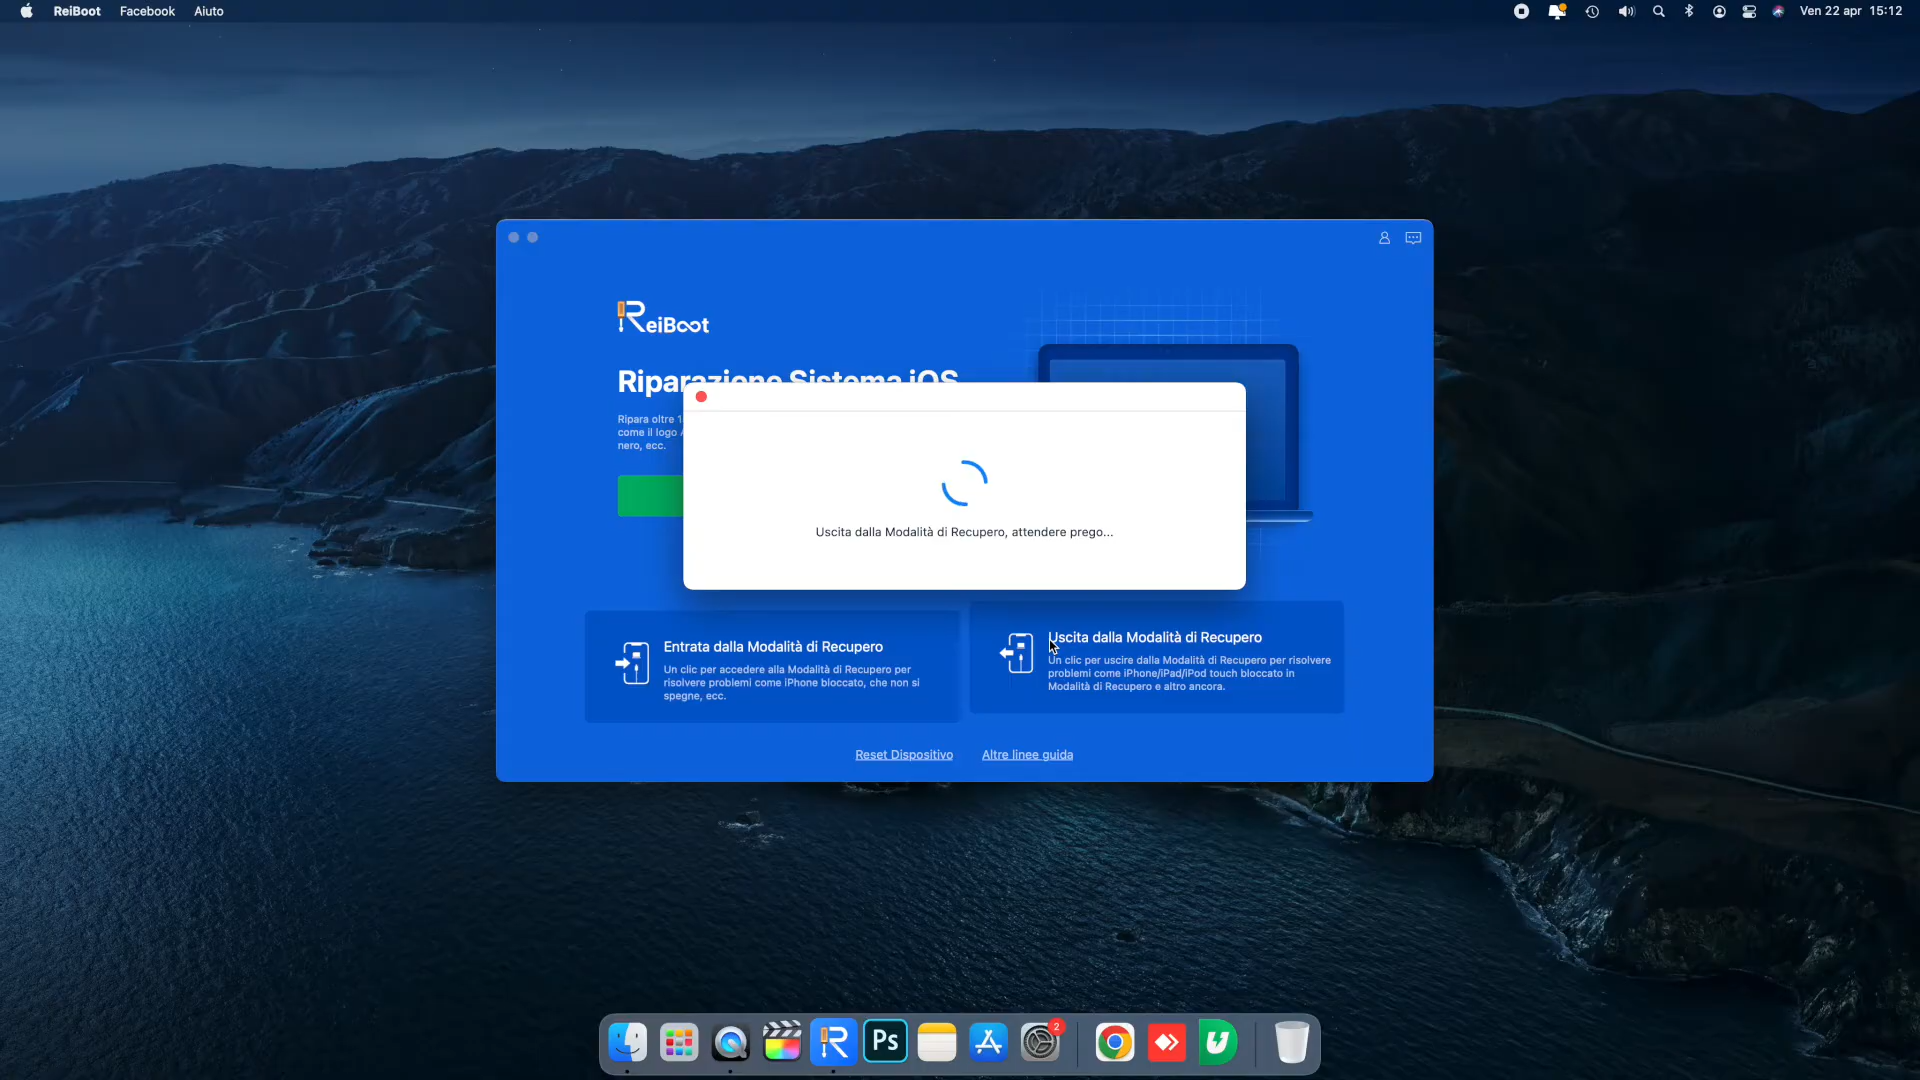 ReiBoot Facebook Aiuto
Ven 22 apr 15:12
ReiBoot
Riparazione Sistema iOS
Ripara oltre
come il logo
nero, ecc.
Uscita dalla Modalità di Recupero, attendere prego...
Entrata dalla Modalità di Recupero
Un clic per accedere alla Modalità di Recupero per
risolvere problemi come iPhone bloccato, che non si
spegne, ecc.
Uscita dalla Modalità di Recupero
Un clic per uscire dalla Modalità di Recupero per risolvere
problemi come iPhone/iPad/iPod touch bloccato in
Modalità di Recupero e altro ancora.
Reset Dispositivo Altre linee guida
Ps
2